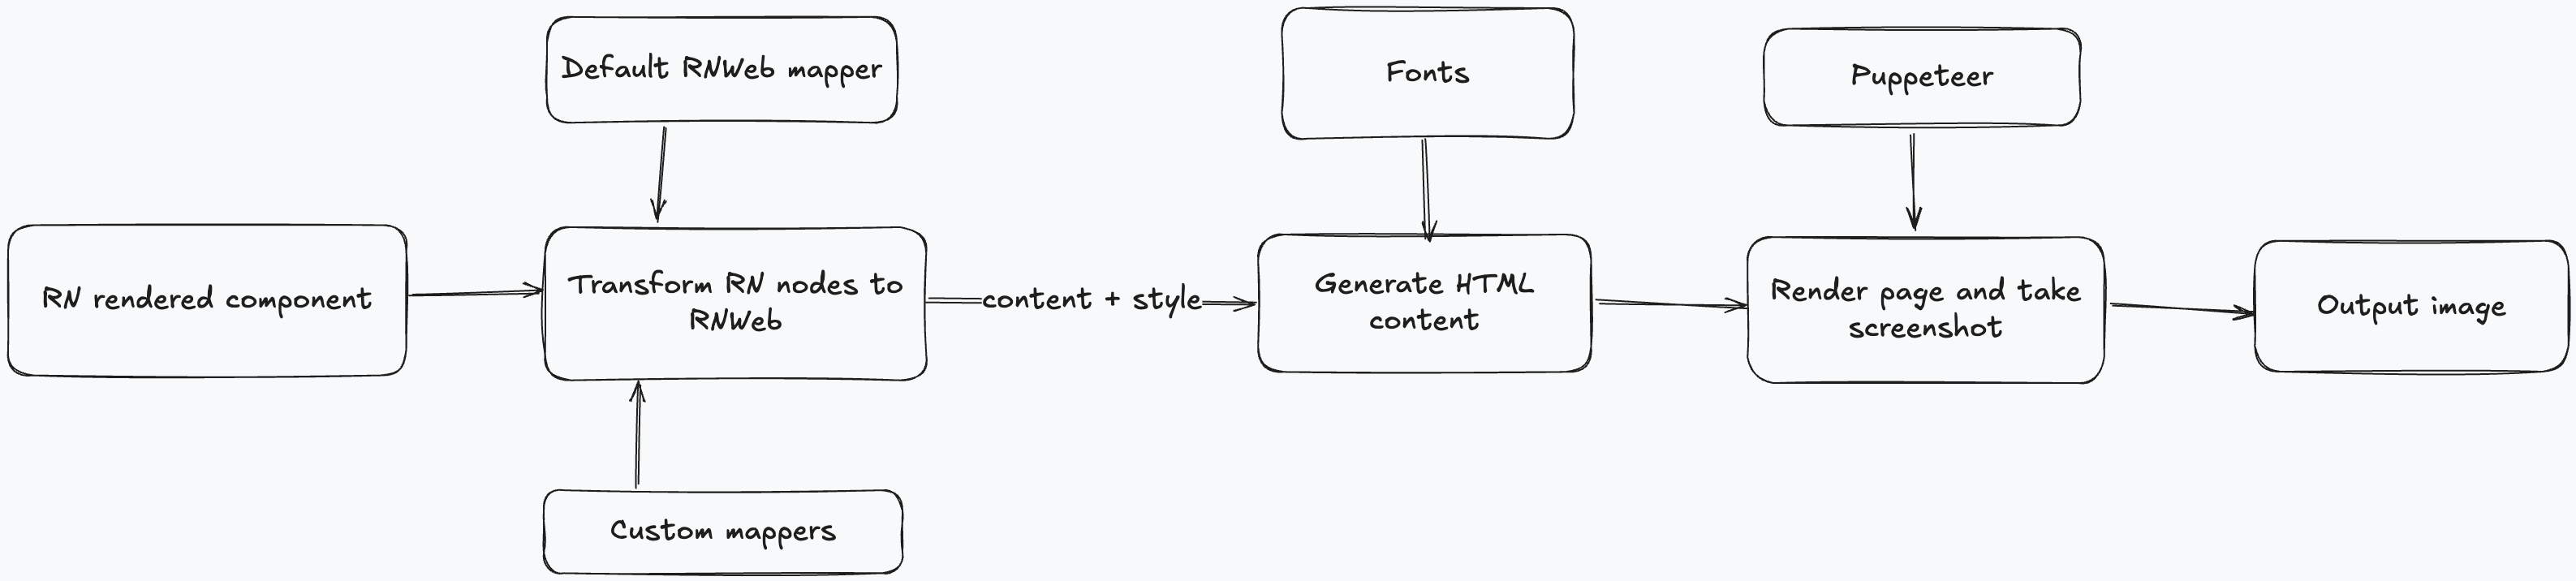 Default RNWeb mapper
Fonts
Puppeteer
RN rendered component
Transform RN nodes to
RNWeb
content + style
Generate HTML
content
Render page and take
screenshot
Output image
Custom mappers